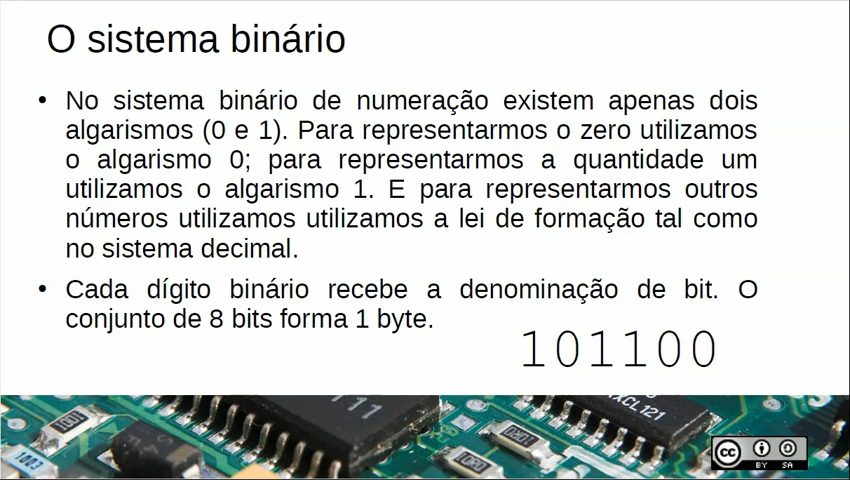 O sistema binário
• No sistema binário de numeração existem apenas dois
algarismos (0 e 1). Para representarmos o zero utilizamos
o algarismo 0; para representarmos a quantidade um
utilizamos o algarismo 1. E para representarmos outros
números utilizamos utilizamos a lei de formação tal como
no sistema decimal.
• Cada dígito binário recebe a denominação de bit. O
conjunto de 8 bits forma 1 byte.
101100
XCL121
1003
cc
BY SA